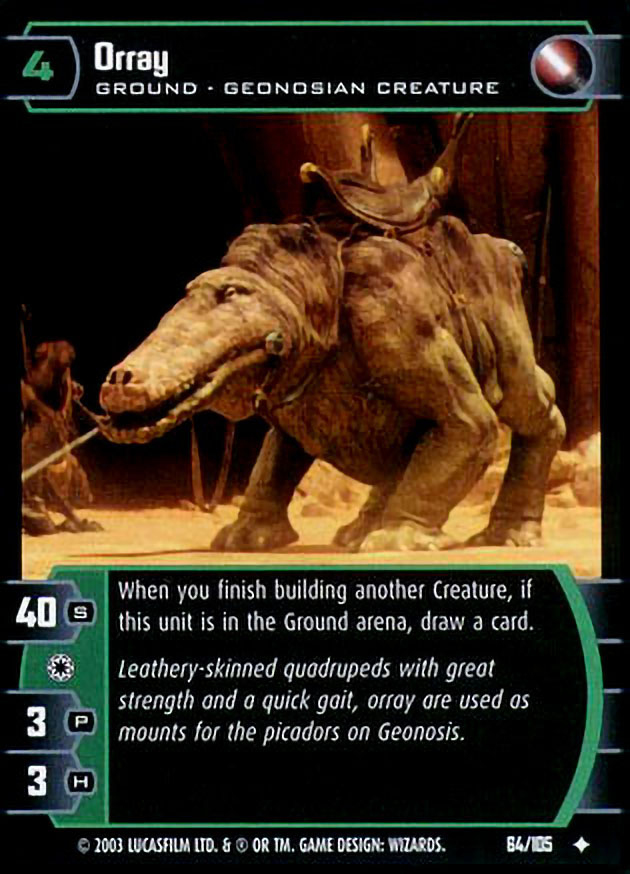 4
Orray
GROUND · GEONOSIAN CREATURE
40 S
3 P
3 H
When you finish building another Creature, if
this unit is in the Ground arena, draw a card.
Leathery-skinned quadrupeds with great
strength and a quick gait, orray are used as
mounts for the picadors on Geonosis.
© 2003 LUCASFILM LTD. & ® OR TM. GAME DESIGN: WIZARDS.
64/105